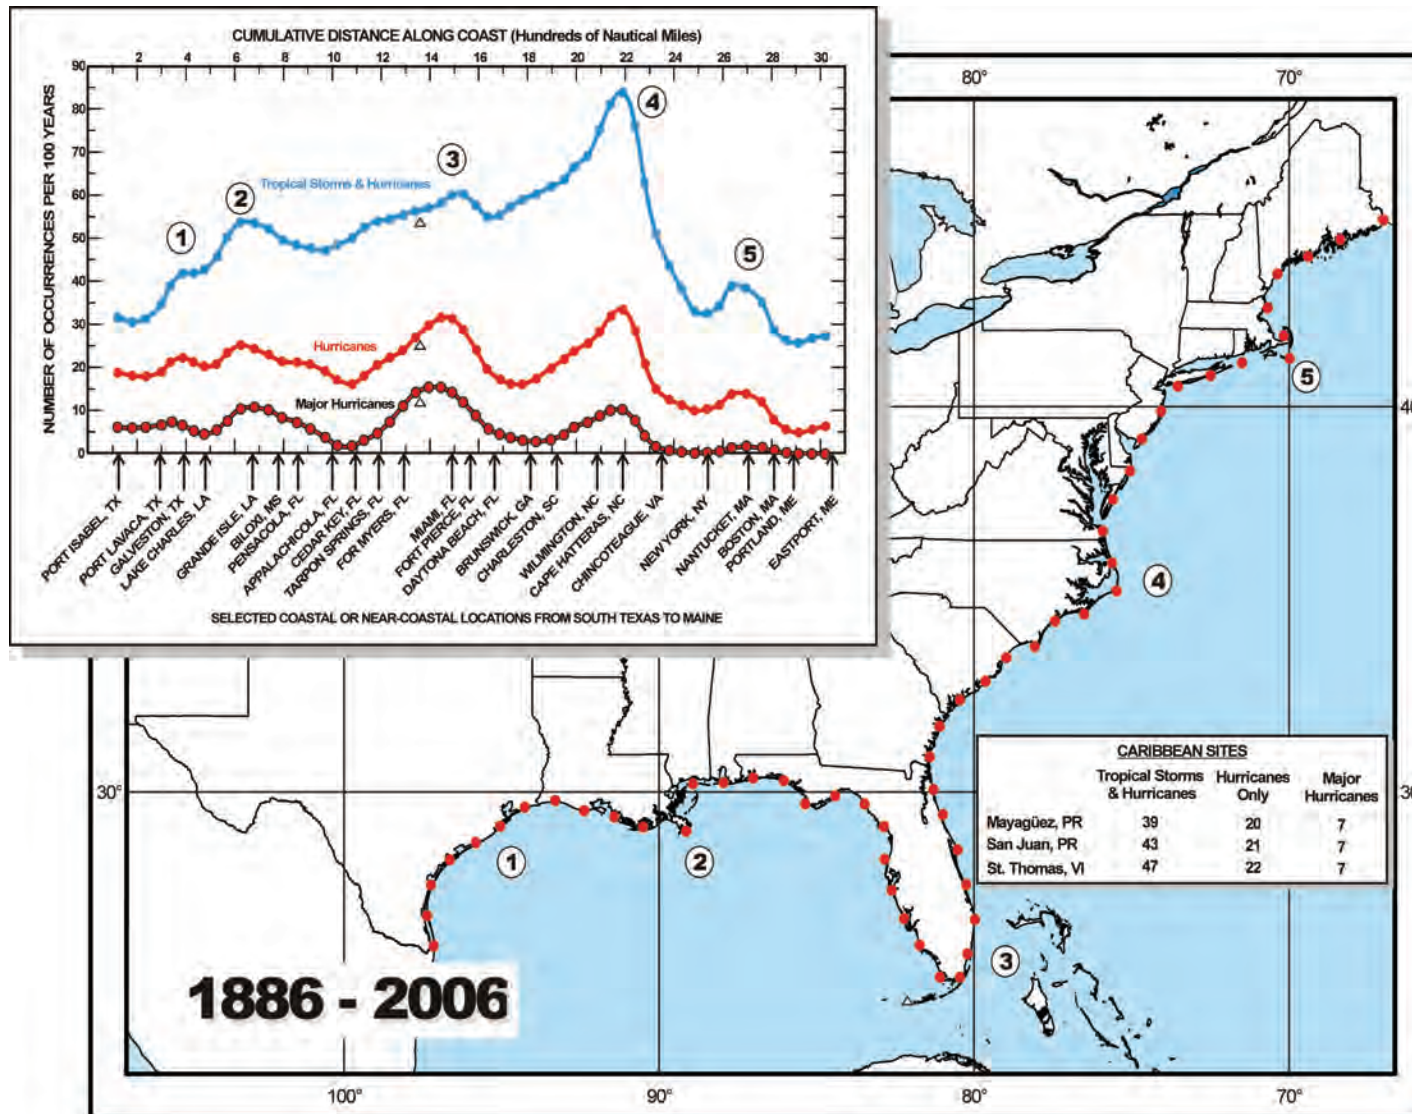 CUMULATIVE DISTANCE ALONG COAST (Hundreds of Nautical Miles)
2 4 6 8 10 12 14 16 18 20 22 24 26 28 30
NUMBER OF OCCURRENCES PER 100 YEARS
90
80
70
60
50
40
30
20
10
0
1
2
3
4
5
Tropical Storms & Hurricanes
Hurricanes
Major Hurricanes
PORT ISABEL, TX
PORT LAVACA, TX
GALVESTON, TX
LAKE CHARLES, LA
GRANDE ISLE, LA
BILOXI, MS
PENSACOLA, FL
APPALACHICOLA, FL
CEDAR KEY, FL
TARPON SPRINGS, FL
FOR MYERS, FL
MIAMI, FL
FORT PIERCE, FL
DAYTONA BEACH, FL
BRUNSWICK, GA
CHARLESTON, SC
WILMINGTON, NC
CAPE HATTERAS, NC
CHINCOTEAGUE, VA
NEW YORK, NY
NANTUCKET, MA
BOSTON, MA
PORTLAND, ME
EASTPORT, ME
SELECTED COASTAL OR NEAR-COASTAL LOCATIONS FROM SOUTH TEXAS TO MAINE
80° 70°
5
40
4
CARIBBEAN SITES
Tropical Storms & Hurricanes
Hurricanes Only
Major Hurricanes
Mayagüez, PR 39 20 7
San Juan, PR 43 21 7
St. Thomas, VI 47 22 7
30° 30
1
2
3
1886 - 2006
100° 90° 80° 70°